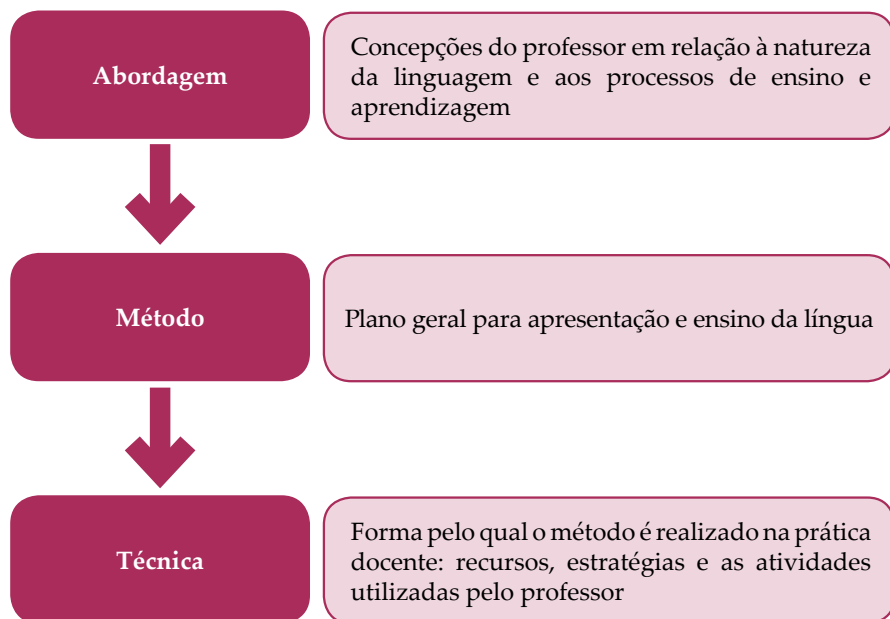 Abordagem
Concepções do professor em relação à natureza
da linguagem e aos processos de ensino e
aprendizagem
Método
Plano geral para apresentação e ensino da língua
Técnica
Forma pelo qual o método é realizado na prática
docente: recursos, estratégias e as atividades
utilizadas pelo professor